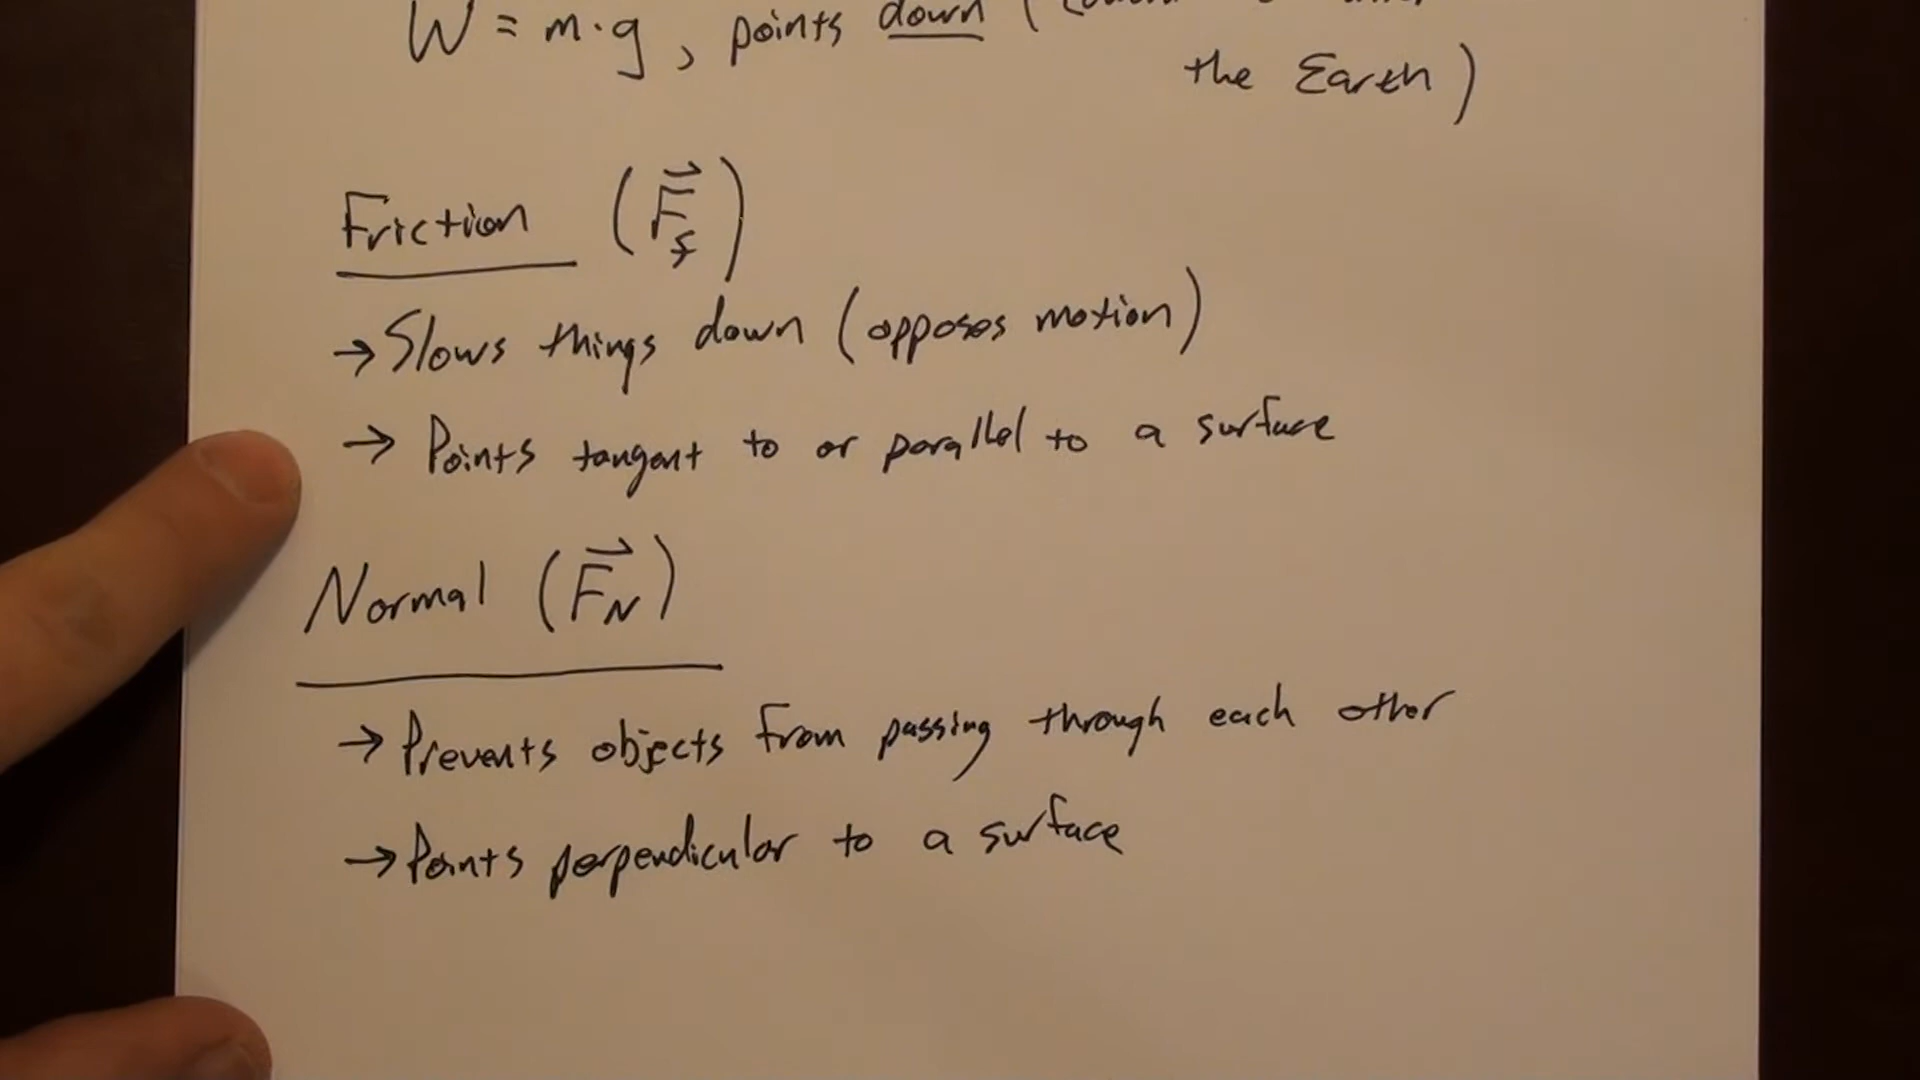 W = m·g, points down (
the Earth)
Friction (F⃗f)
→ Slows things down (opposes motion)
→ Points tangent to or parallel to a surface
Normal (F⃗N)
→ Prevents objects from passing through each other
→ Points perpendicular to a surface